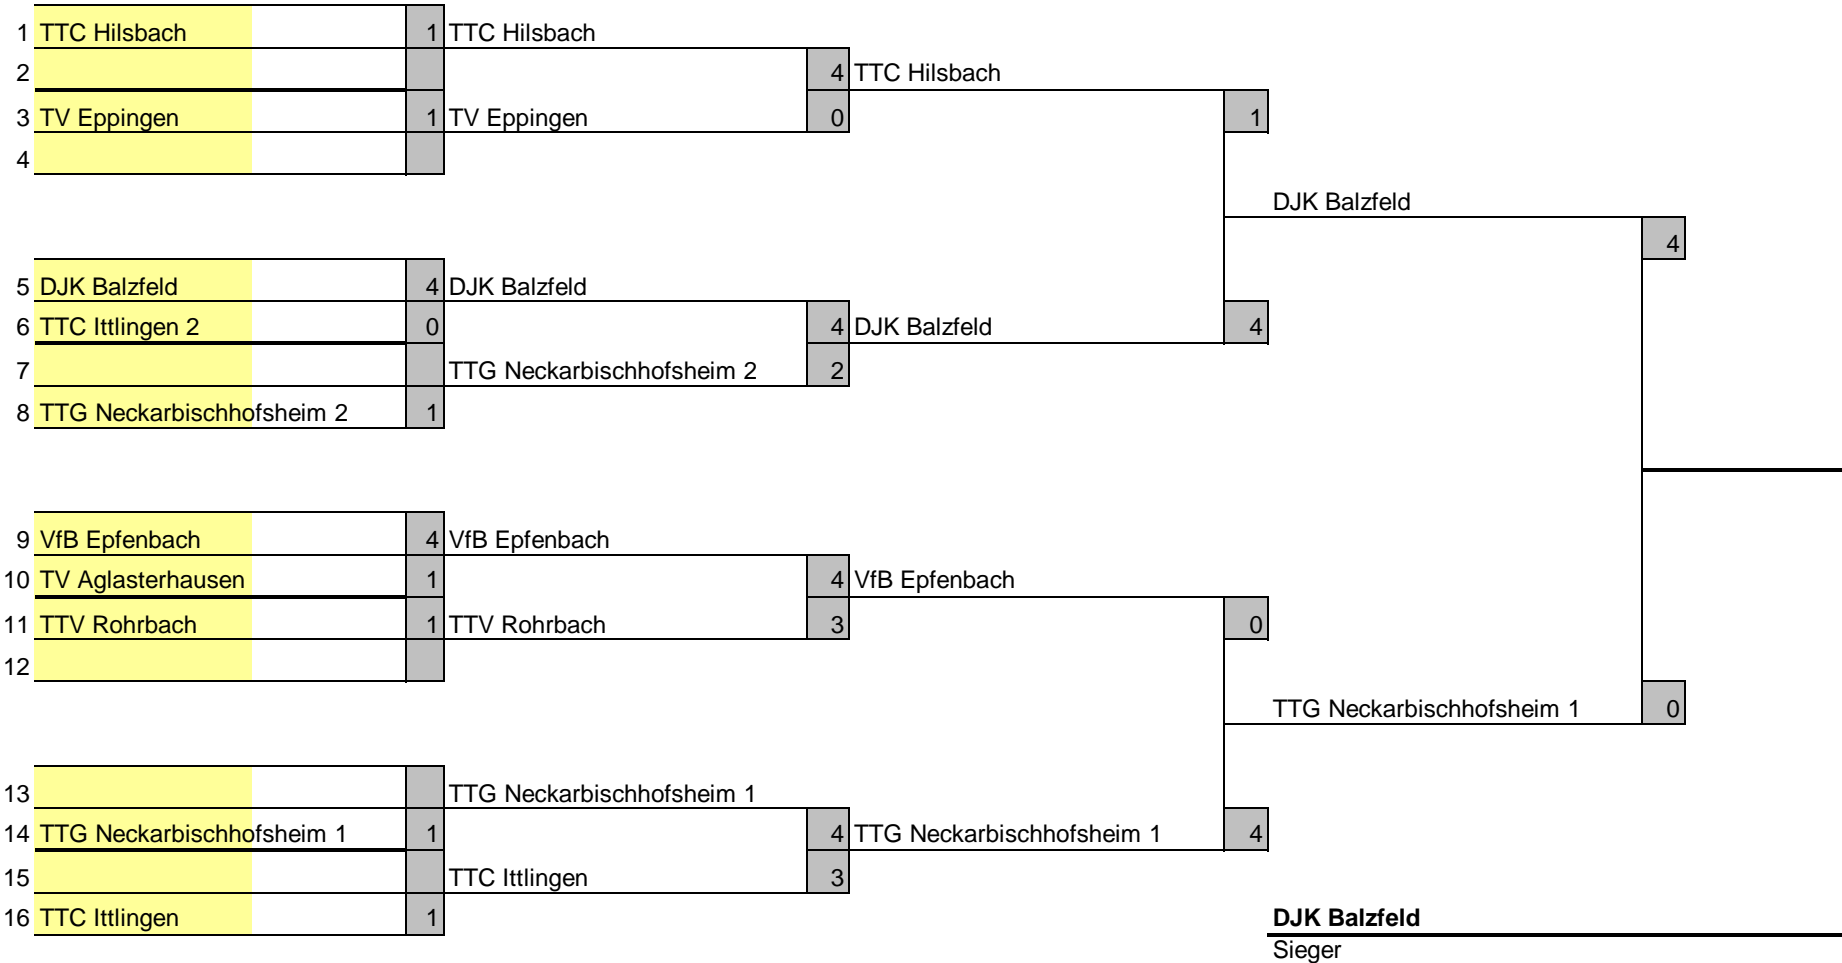 1 TTC Hilsbach 1 TTC Hilsbach
2 4 TTC Hilsbach
3 TV Eppingen 1 TV Eppingen 0 1
4
DJK Balzfeld
4
5 DJK Balzfeld 4 DJK Balzfeld
6 TTC Ittlingen 2 0 4 DJK Balzfeld 4
7 TTG Neckarbischhofsheim 2 2
8 TTG Neckarbischhofsheim 2 1
9 VfB Epfenbach 4 VfB Epfenbach
10 TV Aglasterhausen 1 4 VfB Epfenbach
11 TTV Rohrbach 1 TTV Rohrbach 3 0
12
TTG Neckarbischhofsheim 1 0
13 TTG Neckarbischhofsheim 1
14 TTG Neckarbischhofsheim 1 1 4 TTG Neckarbischhofsheim 1 4
15 TTC Ittlingen 3
16 TTC Ittlingen 1 DJK Balzfeld
Sieger